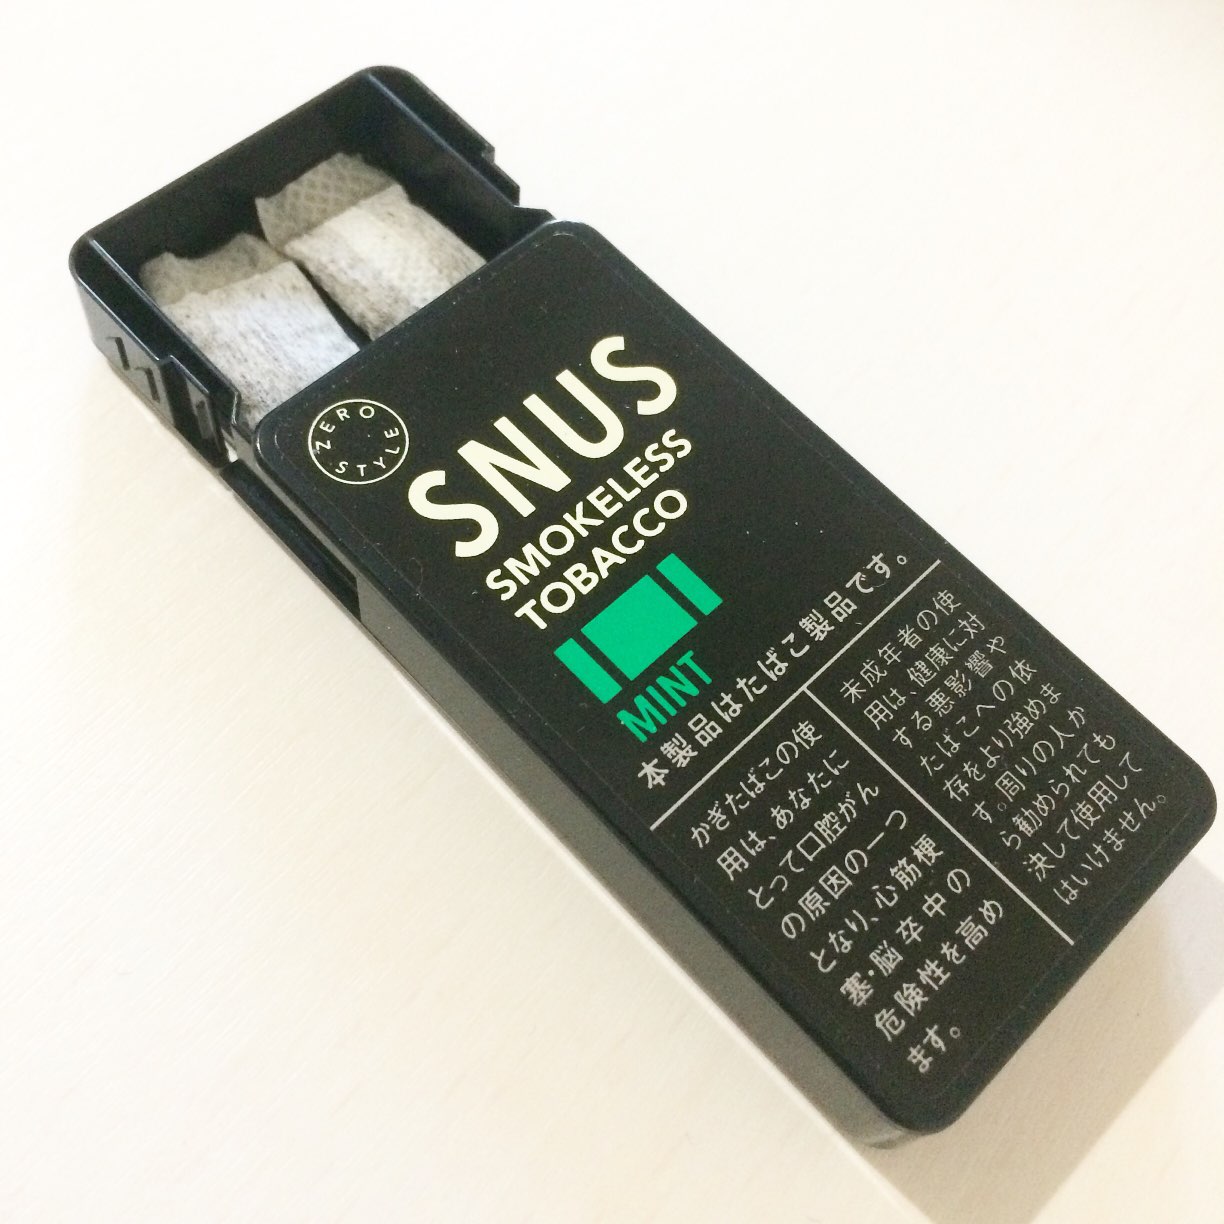 ZERO
STYLE
SNUS
SMOKELESS
TOBACCO
MINT
本製品はたばこ製品です。
かぎたばこの使
用は、あなたに
とって口腔がん
の原因の一つ
となり、心筋梗
塞・脳卒中の
危険性を高め
ます。
未成年者の使
用は、健康に対
する悪影響や
たばこへの依
存をより強めま
す。周りの人か
ら勧められても
決して使用して
はいけません。